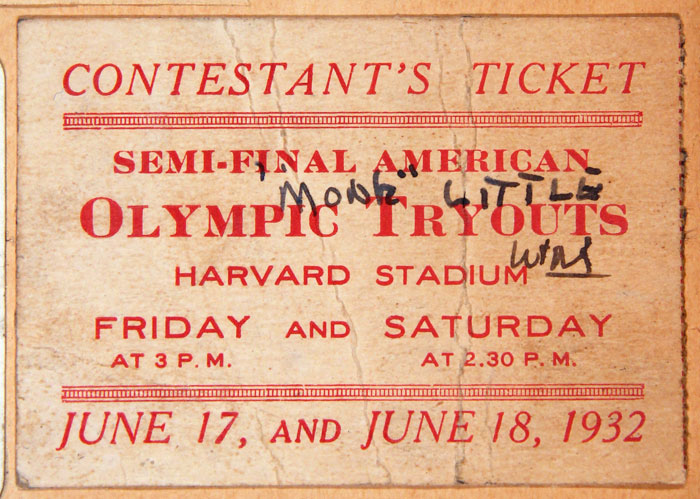 CONTESTANT'S TICKET
SEMI-FINAL AMERICAN
"MONK" LITTLE
OLYMPIC TRYOUTS
HARVARD STADIUM
FRIDAY AND SATURDAY
AT 3 P. M. AT 2.30 P. M.
JUNE 17, AND JUNE 18, 1932